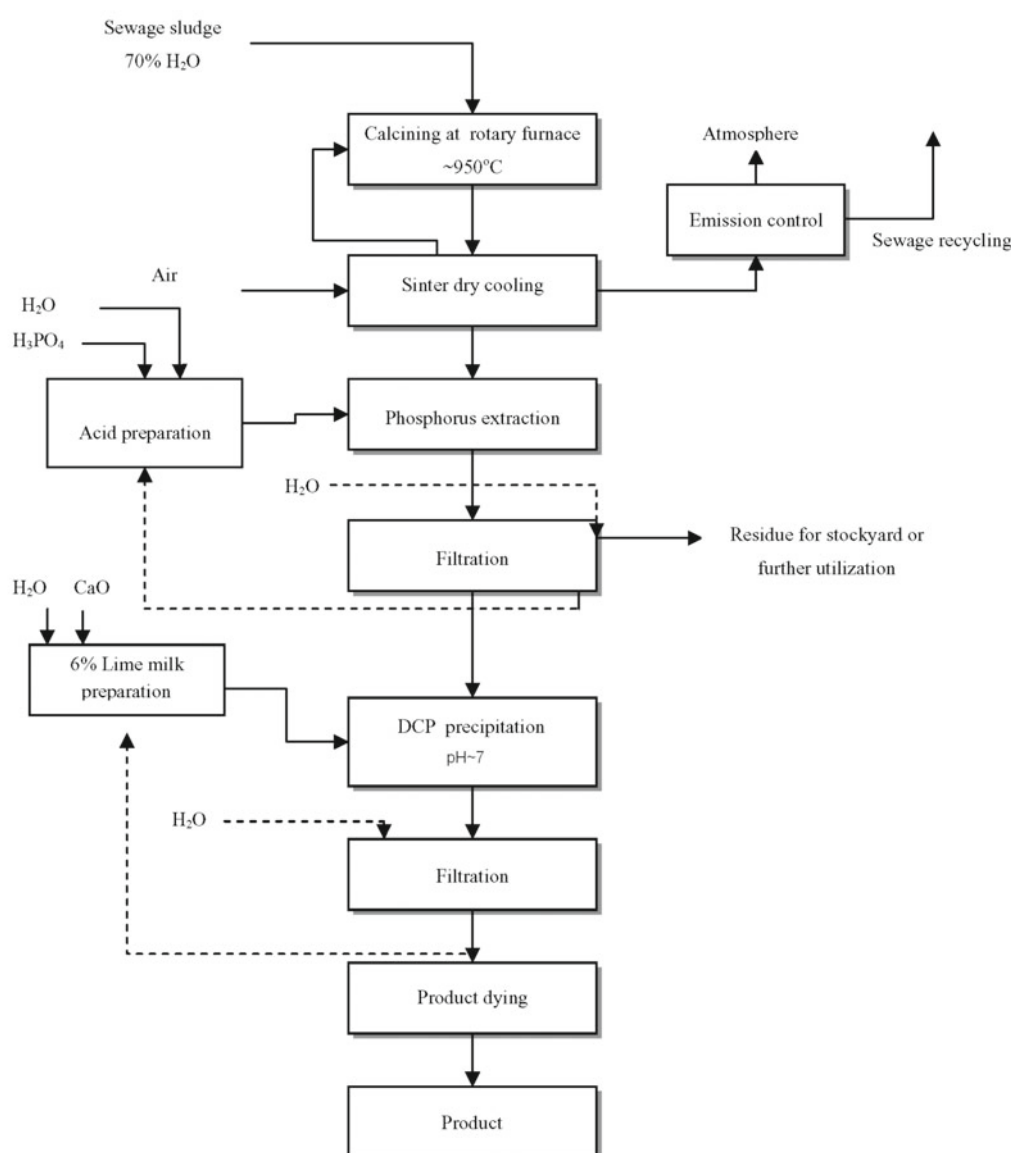 Sewage sludge
70% H₂O
Calcining at rotary furnace
~950°C
Atmosphere
Emission control
Sewage recycling
Air
Sinter dry cooling
H₂O
H₃PO₄
Acid preparation
Phosphorus extraction
H₂O
Filtration
Residue for stockyard or
further utilization
H₂O CaO
6% Lime milk
preparation
DCP precipitation
pH~7
H₂O
Filtration
Product dying
Product